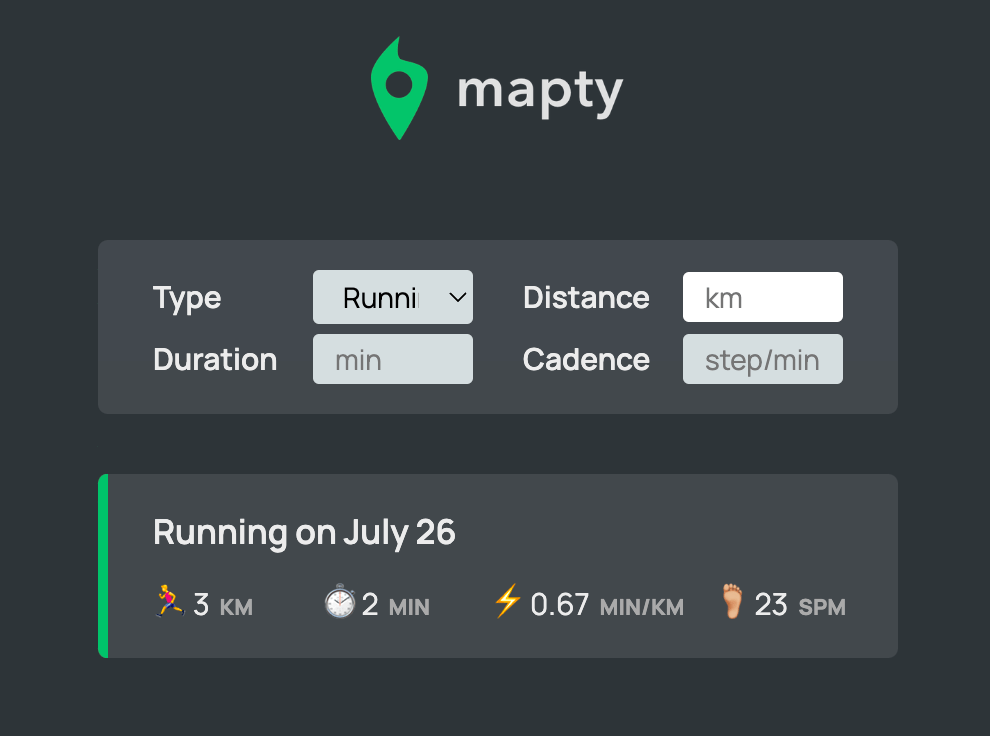 mapty
Type Runni Distance km
Duration min Cadence step/min
Running on July 26
🏃‍♂️ 3 KM ⏱ 2 MIN ⚡️ 0.67 MIN/KM 🦶🏼 23 SPM